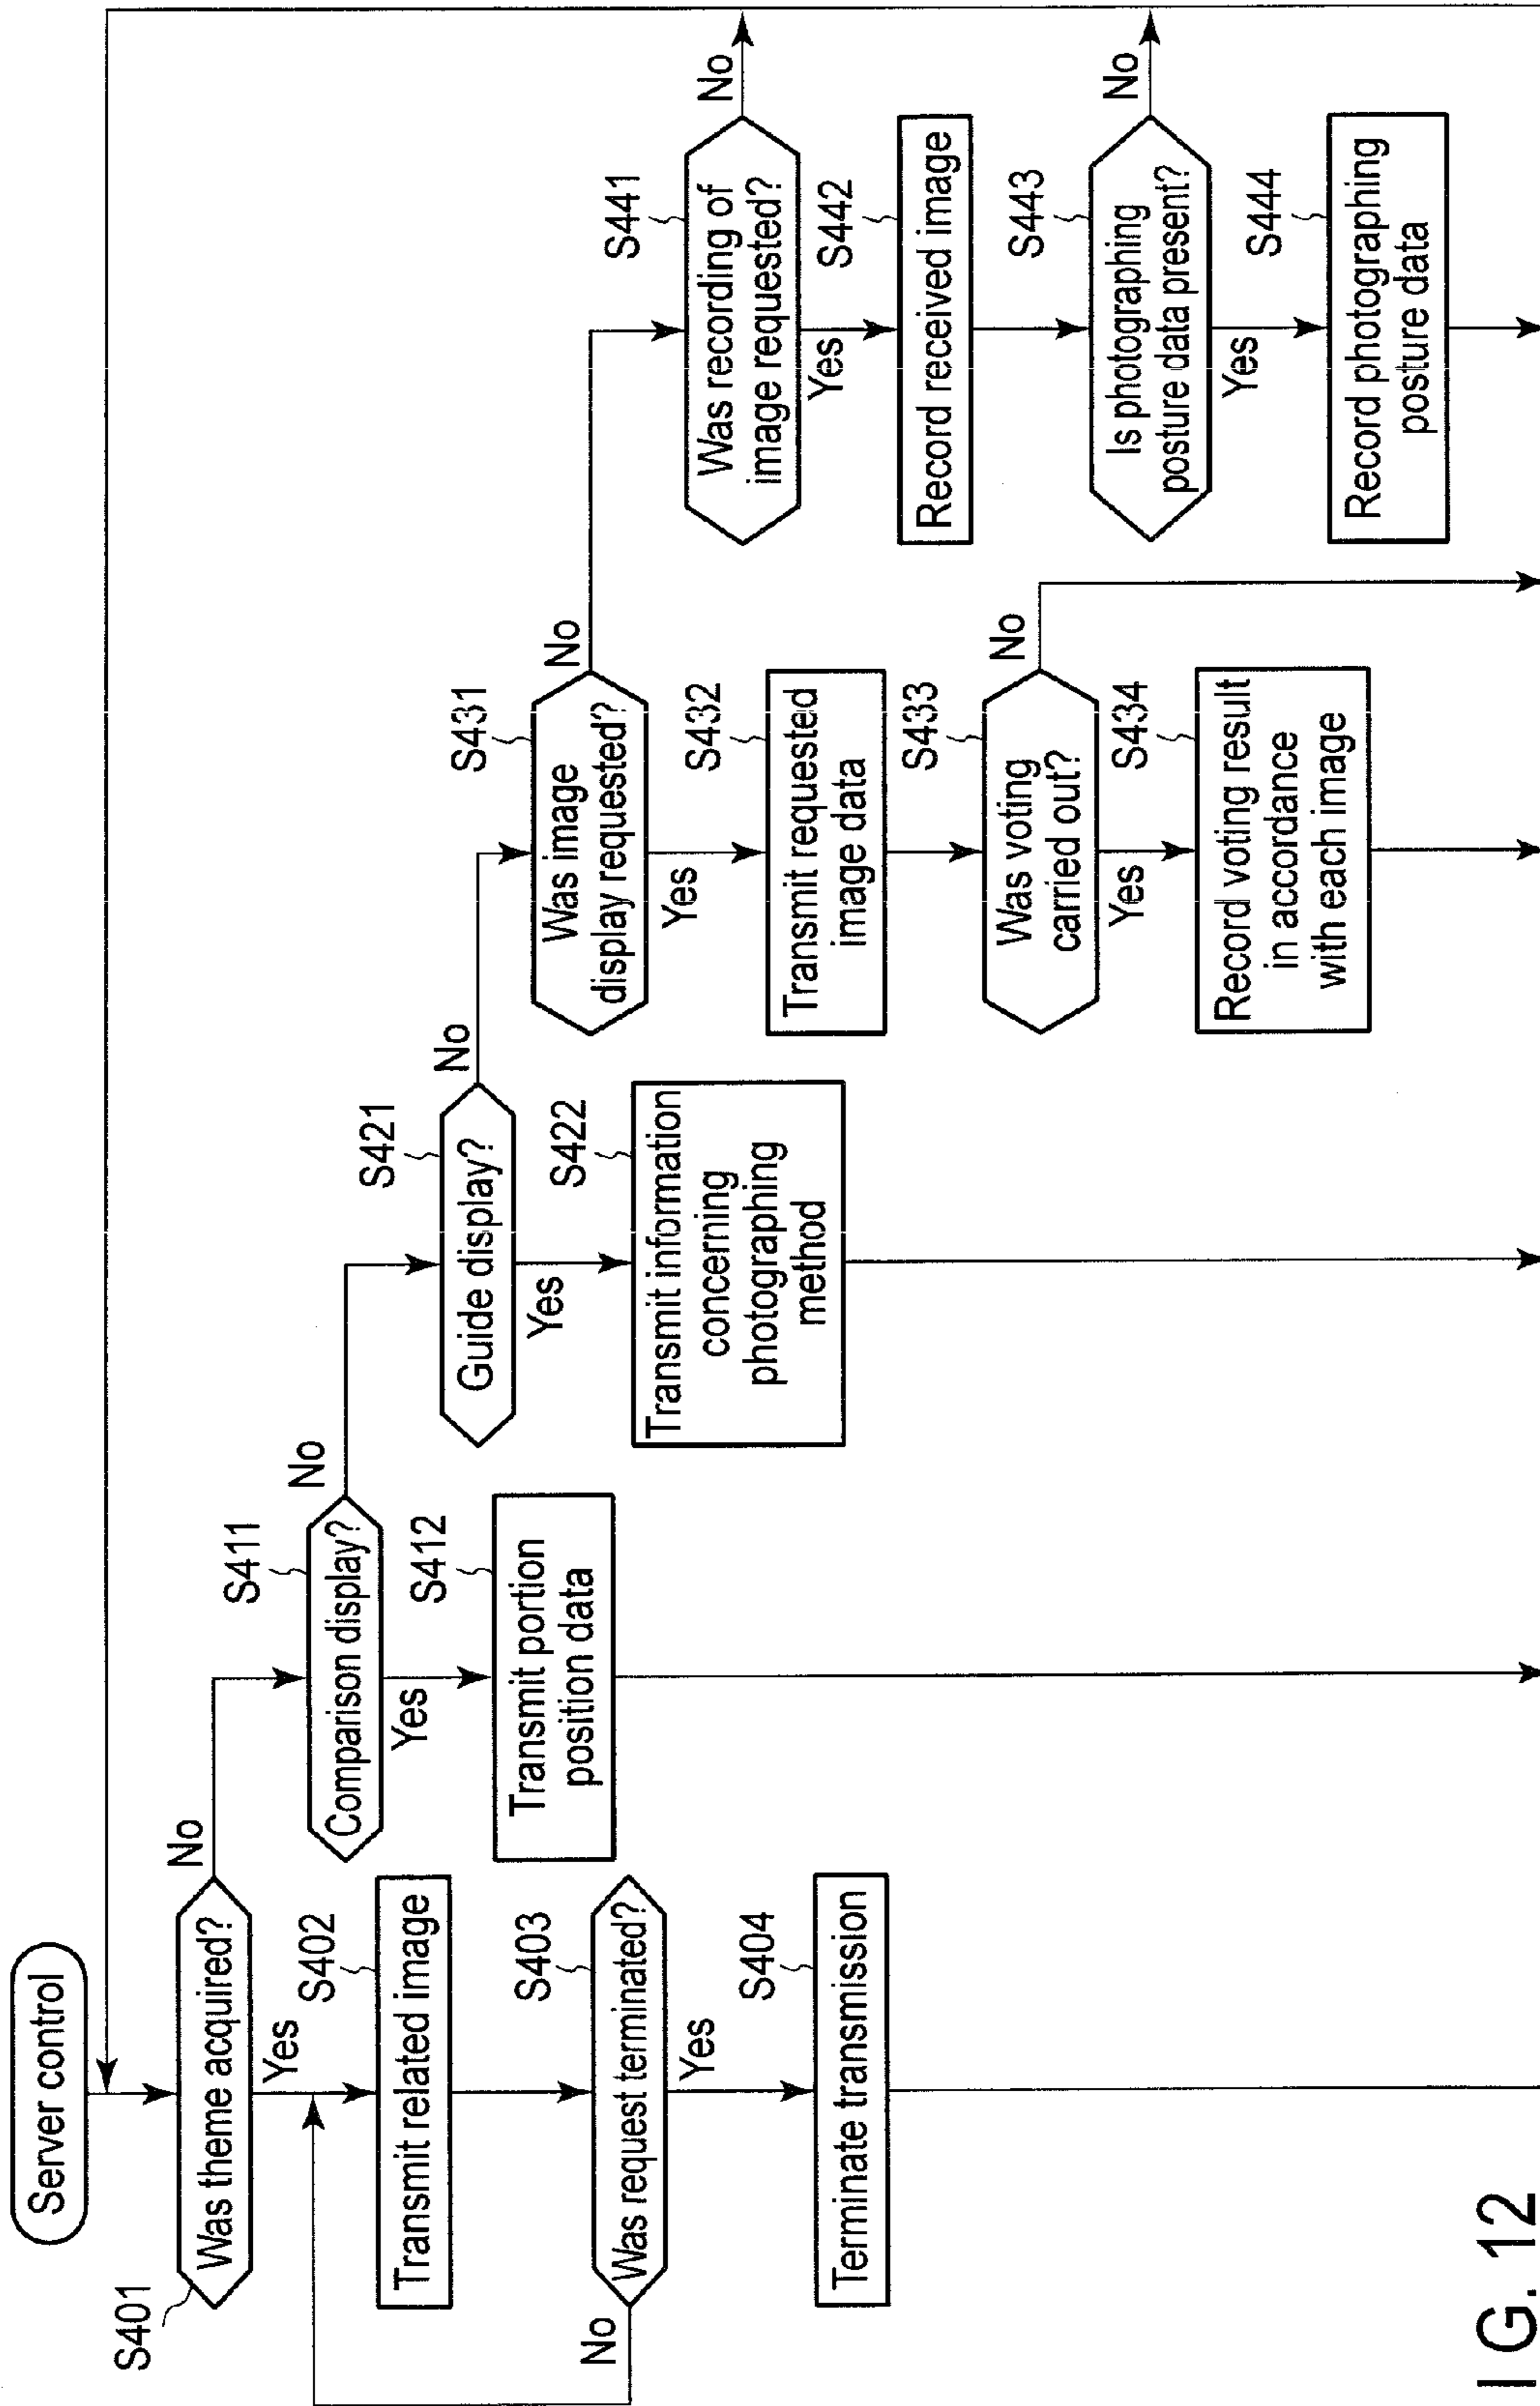 Server control
S401
Was theme acquired?
No
Yes
S402
Transmit related image
S403
Was request terminated?
No
Yes
S404
Terminate transmission
S411
Comparison display?
No
Yes
S412
Transmit portion
position data
S421
Guide display?
No
Yes
S422
Transmit information
concerning
photographing
method
S431
Was image
display requested?
No
Yes
S432
Transmit requested
image data
S433
Was voting
carried out?
No
Yes
S434
Record voting result
in accordance
with each image
S441
Was recording of
image requested?
No
Yes
S442
Record received image
S443
Is photographing
posture data present?
No
Yes
S444
Record photographing
posture data
I G. 12